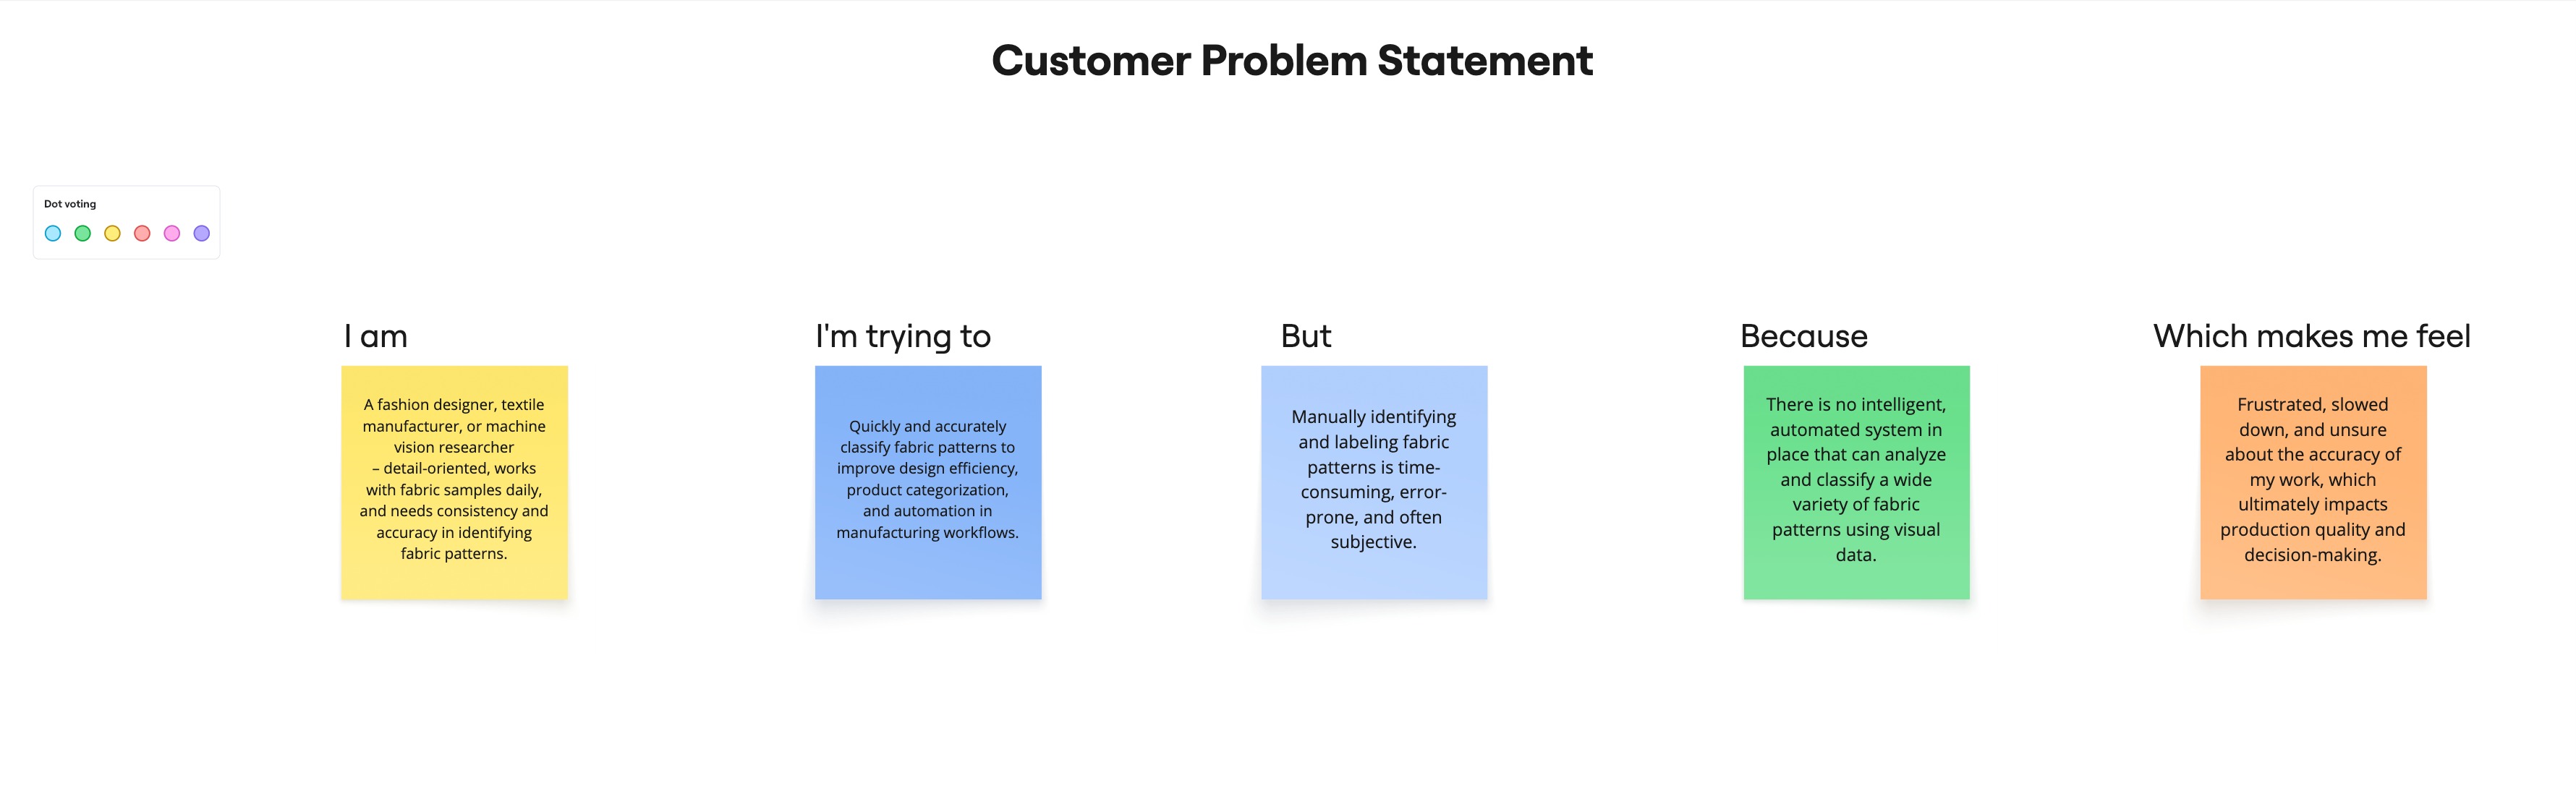 Customer Problem Statement
Dot voting
I am
A fashion designer, textile
manufacturer, or machine
vision researcher
– detail-oriented, works
with fabric samples daily,
and needs consistency and
accuracy in identifying
fabric patterns.
I'm trying to
Quickly and accurately
classify fabric patterns to
improve design efficiency,
product categorization,
and automation in
manufacturing workflows.
But
Manually identifying
and labeling fabric
patterns is time-
consuming, error-
prone, and often
subjective.
Because
There is no intelligent,
automated system in
place that can analyze
and classify a wide
variety of fabric
patterns using visual
data.
Which makes me feel
Frustrated, slowed
down, and unsure
about the accuracy of
my work, which
ultimately impacts
production quality and
decision-making.